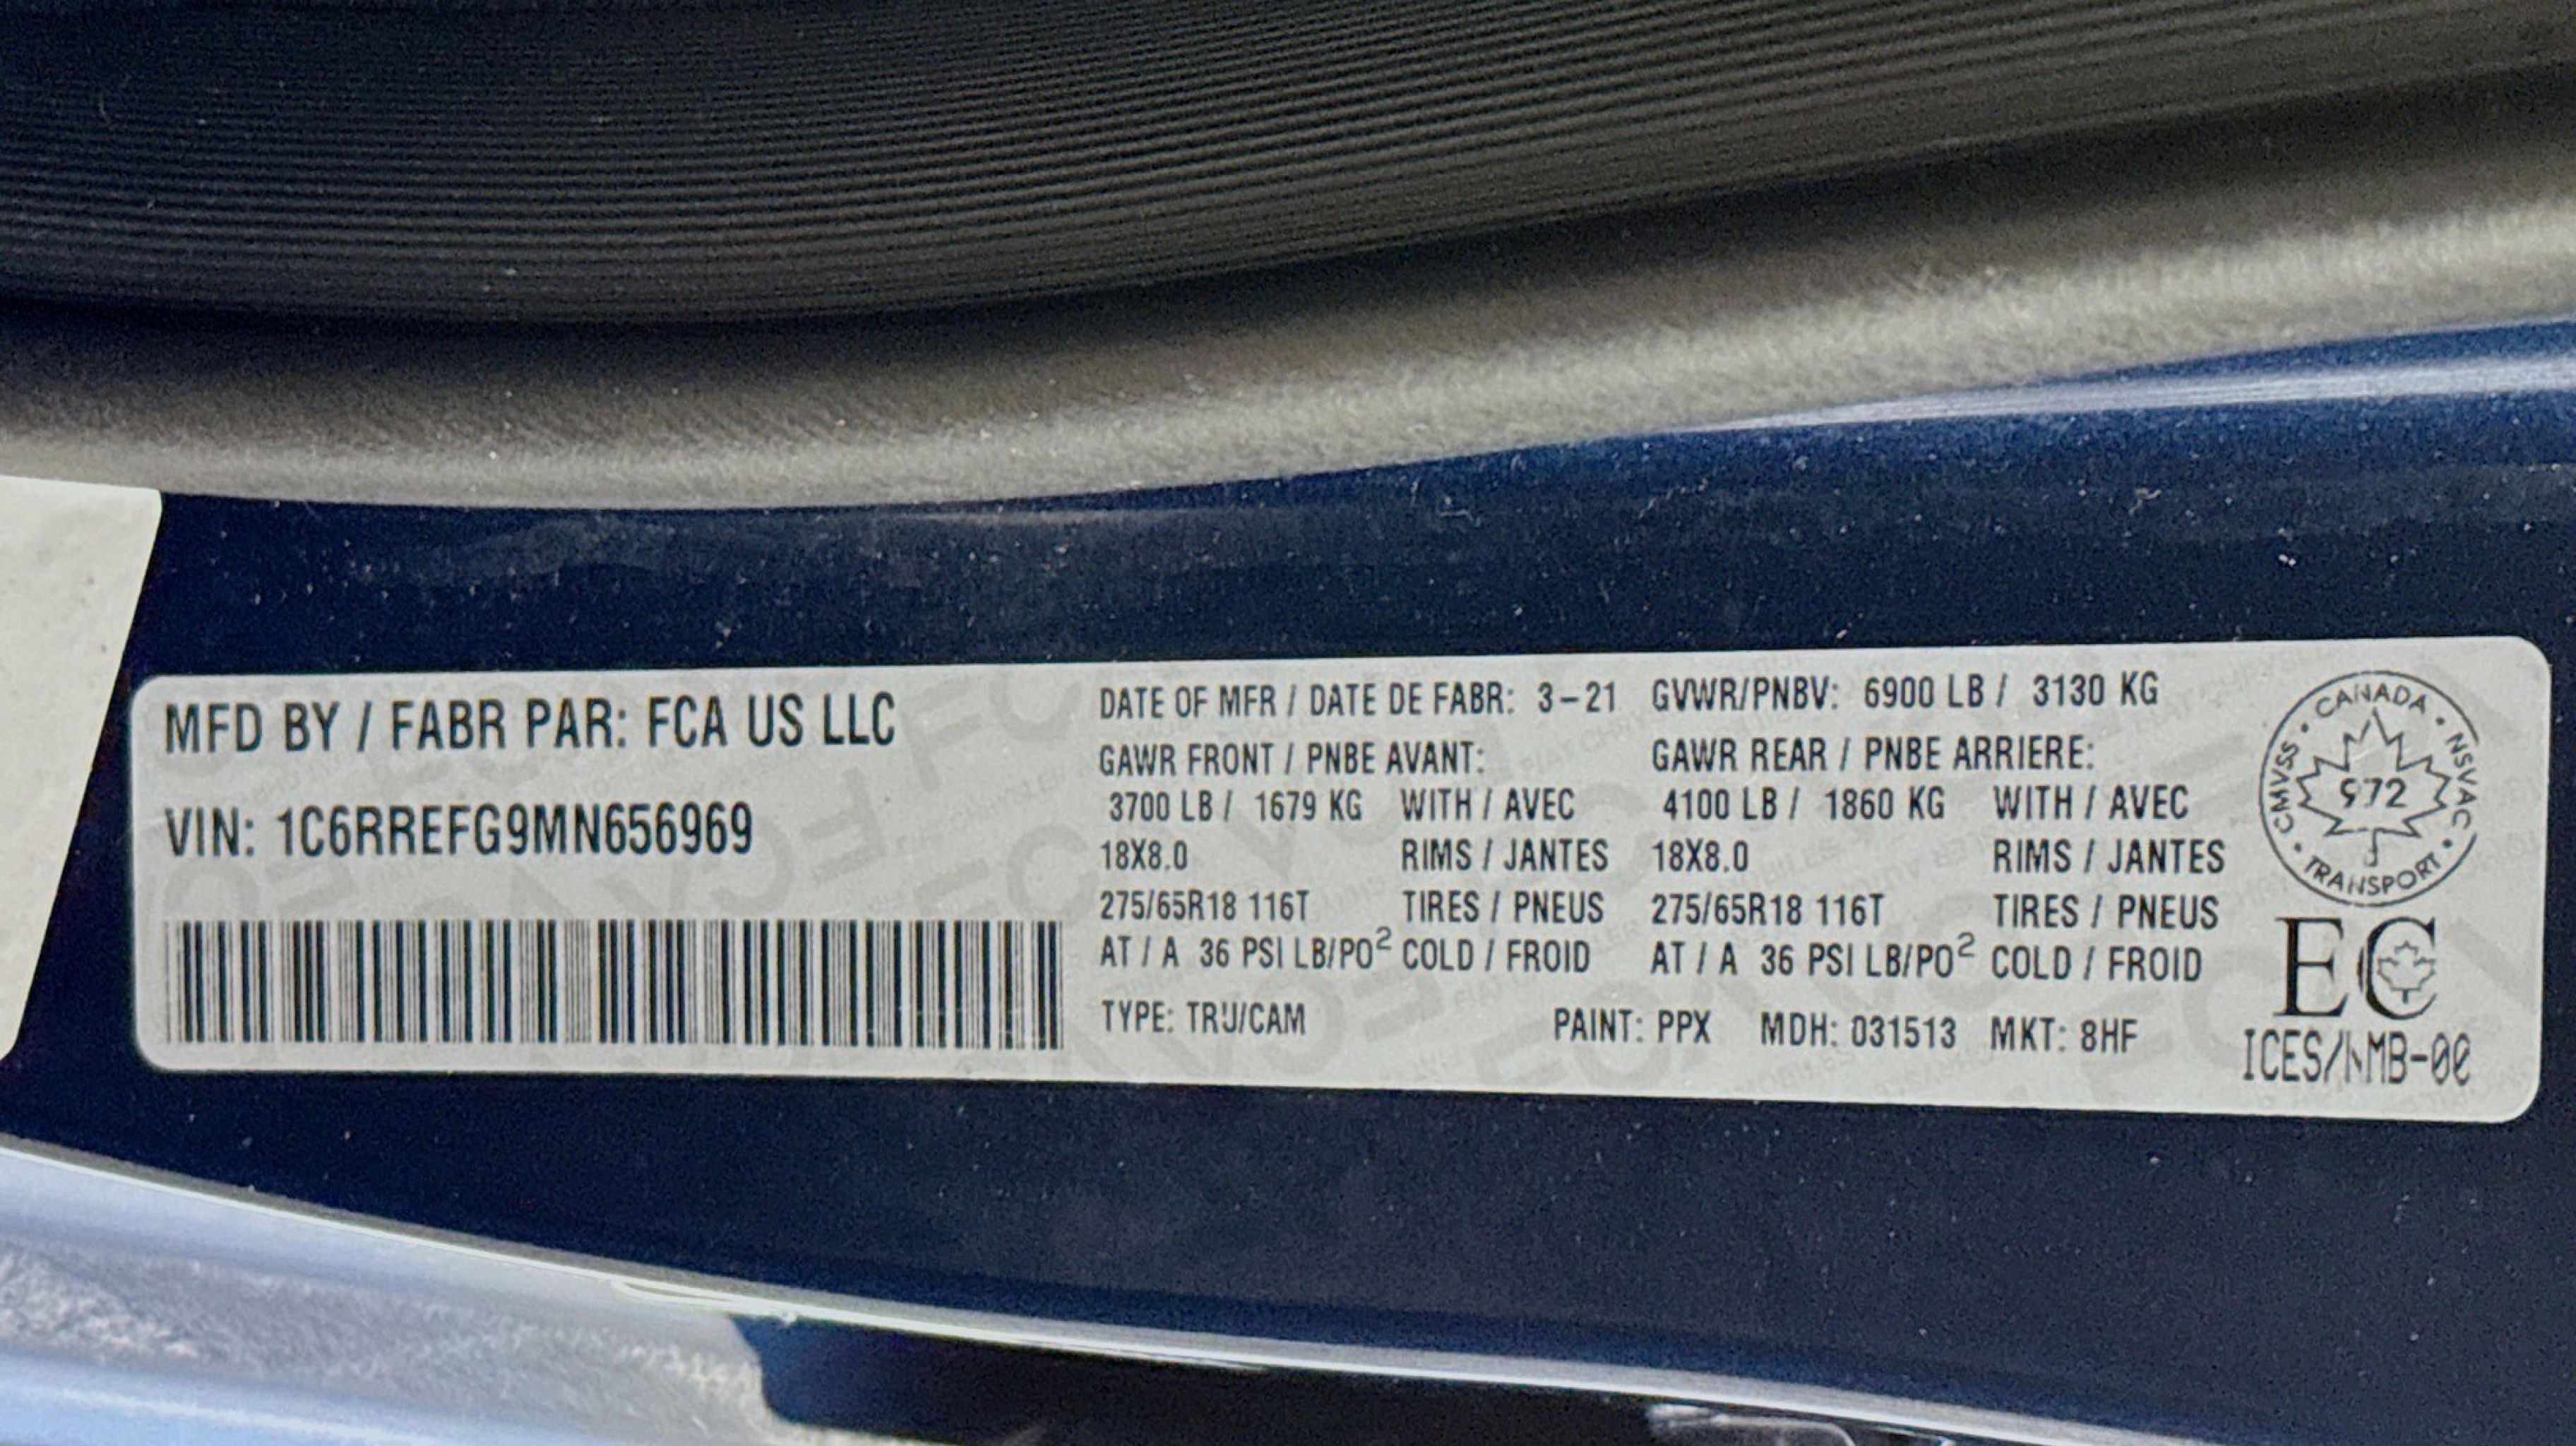 MFD BY / FABR PAR: FCA US LLC
VIN: 1C6RREFG9MN656969
DATE OF MFR / DATE DE FABR: 3-21 GVWR/PNBV: 6900 LB / 3130 KG
GAWR FRONT / PNBE AVANT: GAWR REAR / PNBE ARRIERE:
3700 LB / 1679 KG WITH / AVEC 4100 LB / 1860 KG WITH / AVEC
18X8.0 RIMS / JANTES 18X8.0 RIMS / JANTES
275/65R18 116T TIRES / PNEUS 275/65R18 116T TIRES / PNEUS
AT / A 36 PSI LB/PO² COLD / FROID AT / A 36 PSI LB/PO² COLD / FROID
TYPE: TRU/CAM PAINT: PPX MDH: 031513 MKT: 8HF
CANADA
CMVSS • NSVAC
972
TRANSPORT
EC
ICES/NMB-00